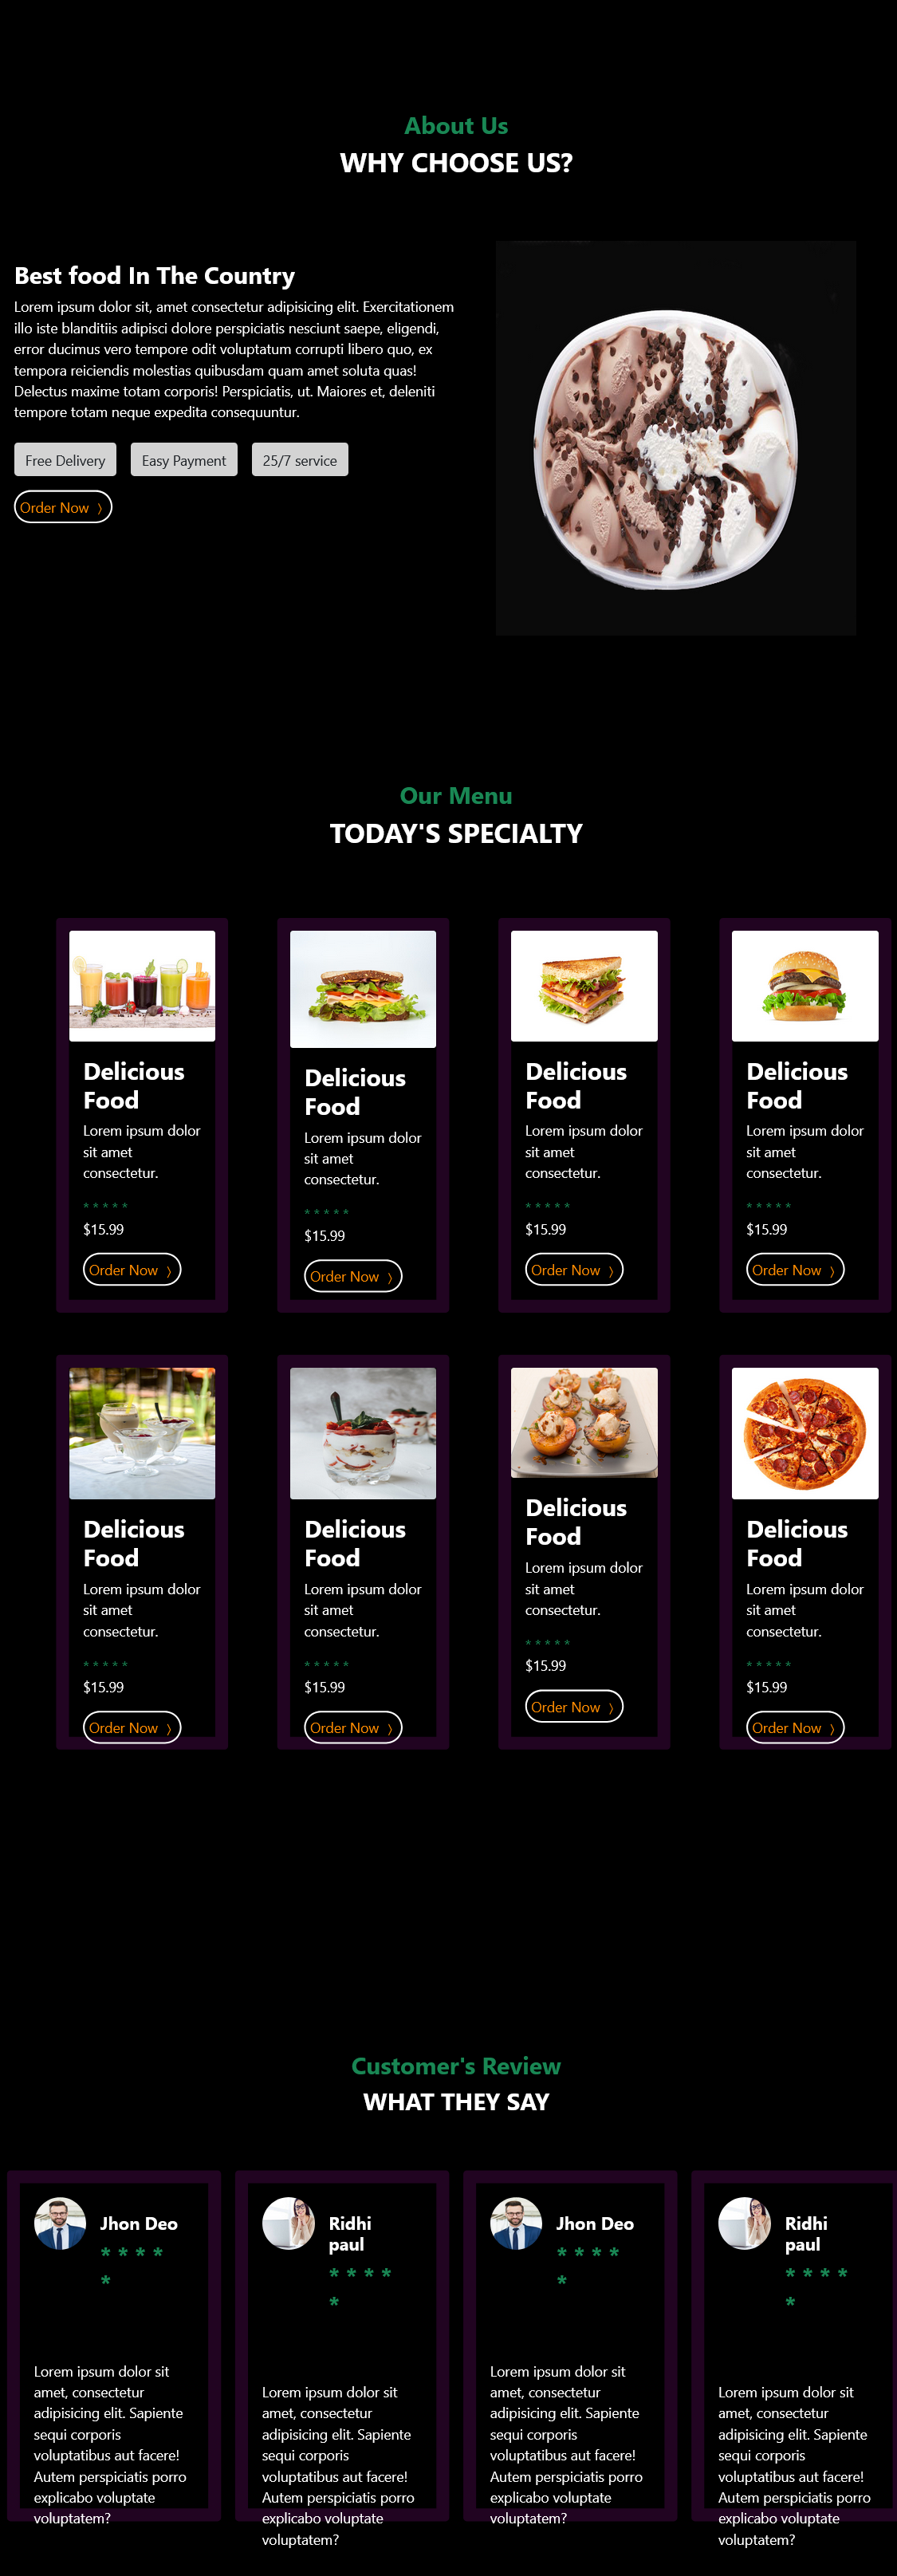 About Us
WHY CHOOSE US?
Best food In The Country
Lorem ipsum dolor sit, amet consectetur adipisicing elit. Exercitationem
illo iste blanditiis adipisci dolore perspiciatis nesciunt saepe, eligendi,
error ducimus vero tempore odit voluptatum corrupti libero quo, ex
tempora reiciendis molestias quibusdam quam amet soluta quas!
Delectus maxime totam corporis! Perspiciatis, ut. Maiores et, deleniti
tempore totam neque expedita consequuntur.
Free Delivery
Easy Payment
25/7 service
Order Now 〉
Our Menu
TODAY'S SPECIALTY
Delicious
Food
Lorem ipsum dolor
sit amet
consectetur.
* * * * *
$15.99
Order Now 〉
Delicious
Food
Lorem ipsum dolor
sit amet
consectetur.
* * * * *
$15.99
Order Now 〉
Delicious
Food
Lorem ipsum dolor
sit amet
consectetur.
* * * * *
$15.99
Order Now 〉
Delicious
Food
Lorem ipsum dolor
sit amet
consectetur.
* * * * *
$15.99
Order Now 〉
Delicious
Food
Lorem ipsum dolor
sit amet
consectetur.
* * * * *
$15.99
Order Now 〉
Delicious
Food
Lorem ipsum dolor
sit amet
consectetur.
* * * * *
$15.99
Order Now 〉
Delicious
Food
Lorem ipsum dolor
sit amet
consectetur.
* * * * *
$15.99
Order Now 〉
Delicious
Food
Lorem ipsum dolor
sit amet
consectetur.
* * * * *
$15.99
Order Now 〉
Customer's Review
WHAT THEY SAY
Jhon Deo
* * * *
*
Lorem ipsum dolor sit
amet, consectetur
adipisicing elit. Sapiente
sequi corporis
voluptatibus aut facere!
Autem perspiciatis porro
explicabo voluptate
voluptatem?
Ridhi
paul
* * * *
*
Lorem ipsum dolor sit
amet, consectetur
adipisicing elit. Sapiente
sequi corporis
voluptatibus aut facere!
Autem perspiciatis porro
explicabo voluptate
voluptatem?
Jhon Deo
* * * *
*
Lorem ipsum dolor sit
amet, consectetur
adipisicing elit. Sapiente
sequi corporis
voluptatibus aut facere!
Autem perspiciatis porro
explicabo voluptate
voluptatem?
Ridhi
paul
* * * *
*
Lorem ipsum dolor sit
amet, consectetur
adipisicing elit. Sapiente
sequi corporis
voluptatibus aut facere!
Autem perspiciatis porro
explicabo voluptate
voluptatem?